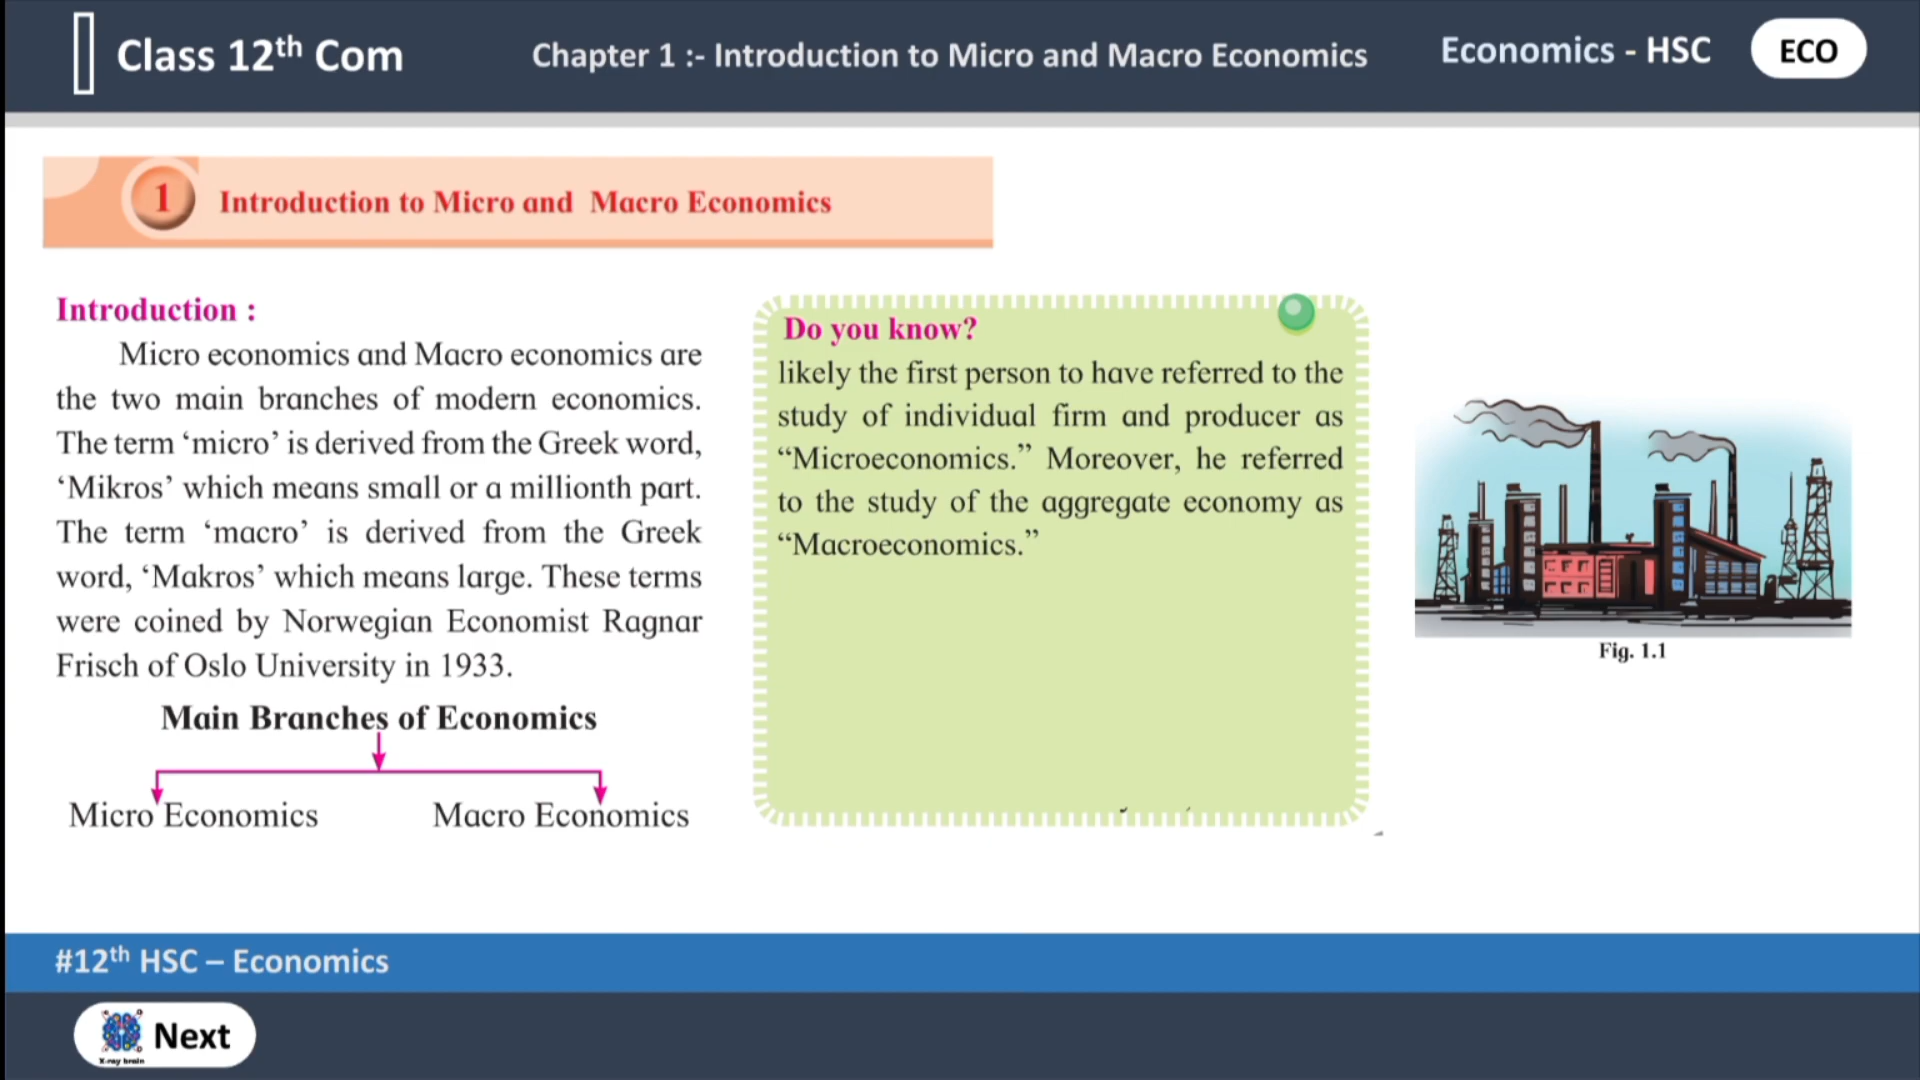 Class 12th Com
Chapter 1 :- Introduction to Micro and Macro Economics
Economics - HSC
ECO
1
Introduction to Micro and Macro Economics
Introduction :
Micro economics and Macro economics are
the two main branches of modern economics.
The term ‘micro’ is derived from the Greek word,
‘Mikros’ which means small or a millionth part.
The term ‘macro’ is derived from the Greek
word, ‘Makros’ which means large. These terms
were coined by Norwegian Economist Ragnar
Frisch of Oslo University in 1933.
Main Branches of Economics
Micro Economics
Macro Economics
Do you know?
likely the first person to have referred to the
study of individual firm and producer as
“Microeconomics.” Moreover, he referred
to the study of the aggregate economy as
“Macroeconomics.”
Fig. 1.1
#12th HSC – Economics
X-ray brain
Next